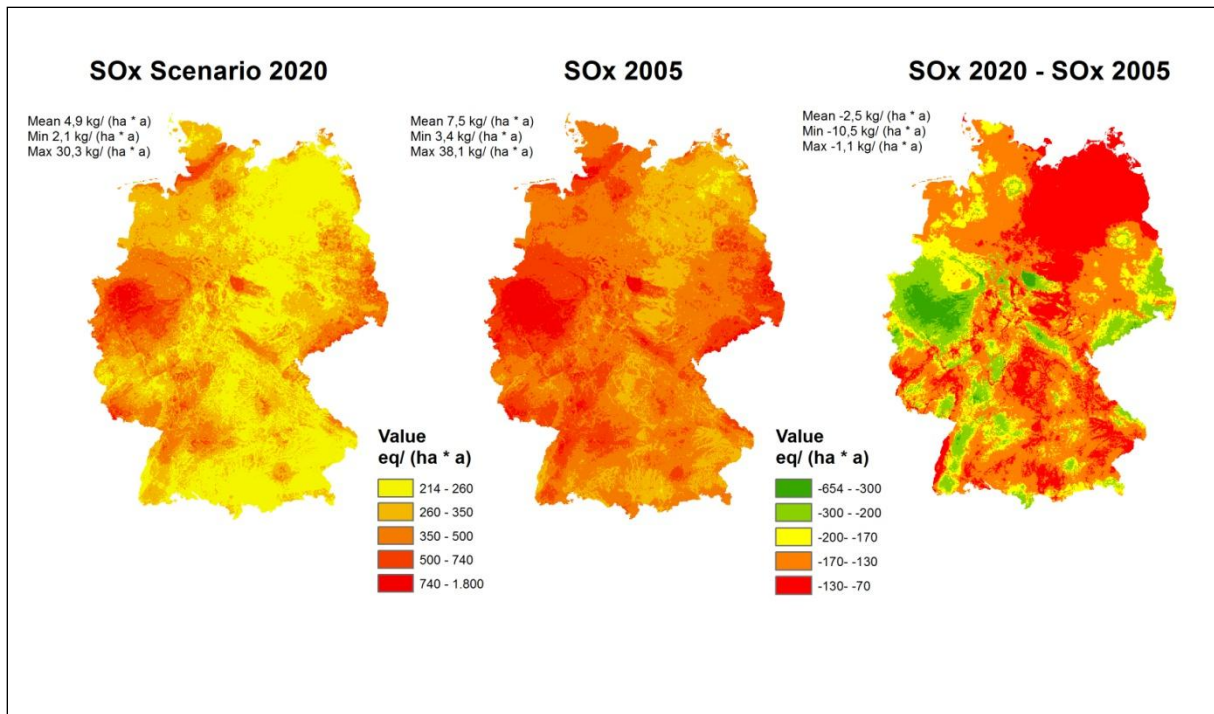 SOx Scenario 2020
Mean 4,9 kg/ (ha * a)
Min 2,1 kg/ (ha * a)
Max 30,3 kg/ (ha * a)
SOx 2005
Mean 7,5 kg/ (ha * a)
Min 3,4 kg/ (ha * a)
Max 38,1 kg/ (ha * a)
SOx 2020 - SOx 2005
Mean -2,5 kg/ (ha * a)
Min -10,5 kg/ (ha * a)
Max -1,1 kg/ (ha * a)
Value
eq/ (ha * a)
214 - 260
260 - 350
350 - 500
500 - 740
740 - 1.800
Value
eq/ (ha * a)
-654 - -300
-300 - -200
-200- -170
-170- -130
-130- -70